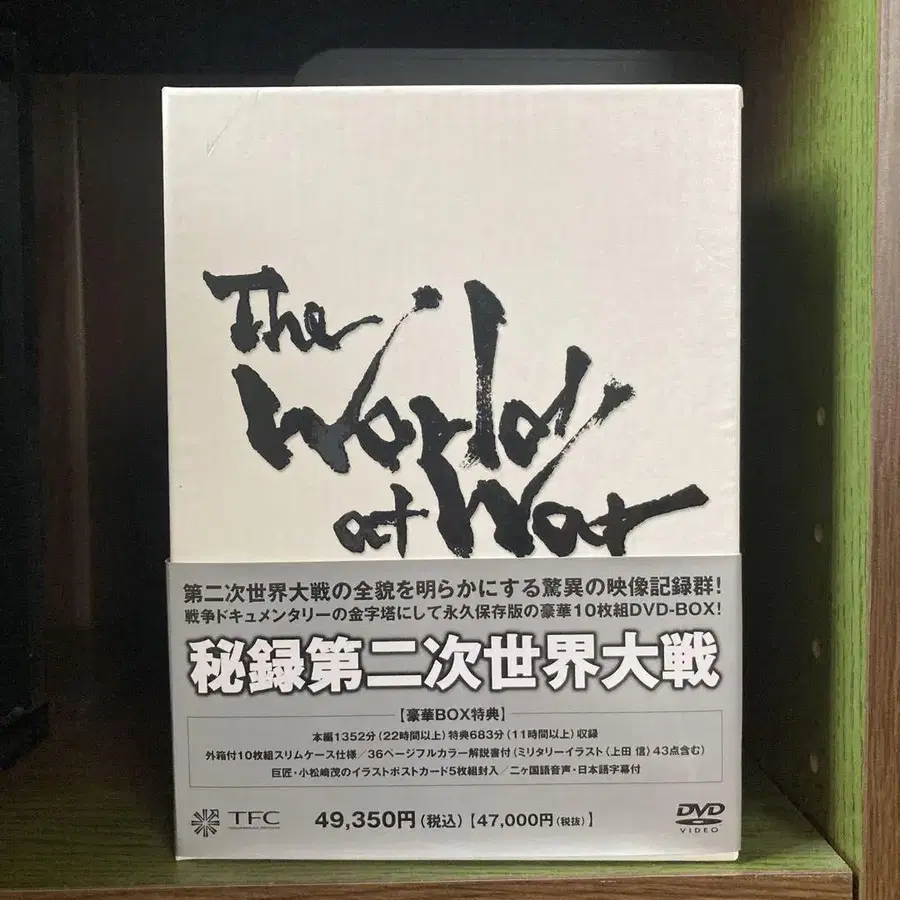 The
World
at War
第二次世界大戦の全貌を明らかにする驚異の映像記録群!
戦争ドキュメンタリーの金字塔にして永久保存版の豪華10枚組DVD-BOX!
秘録第二次世界大戦
【豪華BOX特典】
本編1352分(22時間以上)特典683分(11時間以上)収録
外箱付10枚組スリムケース仕様/36ページフルカラー解説書付(ミリタリーイラスト〈上田 信〉43点含む)
巨匠・小松崎茂のイラストポストカード5枚組封入/二ヶ国語音声・日本語字幕付
TFC 49,350円(税込)【47,000円(税抜)】 DVD
VIDEO